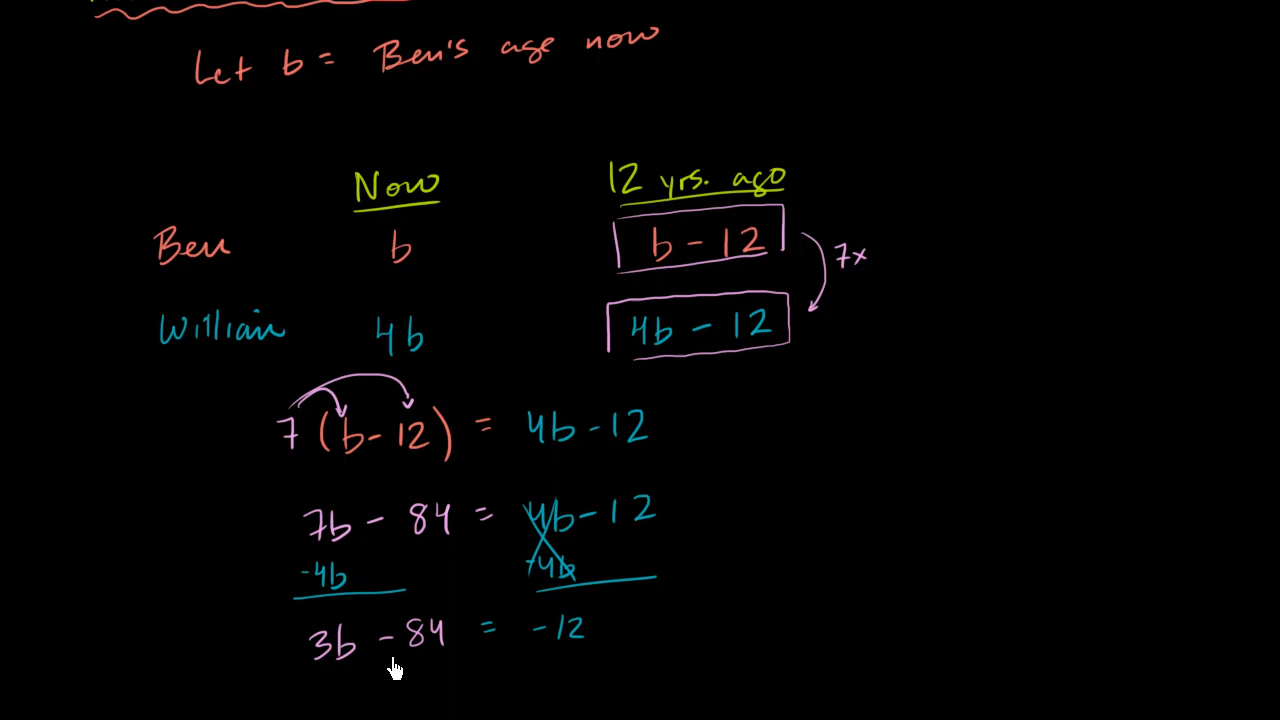 Let b = Ben's age now
Now 12 yrs. ago
Ben b b - 12
William 4b 4b - 12
7x
7 (b - 12) = 4b - 12
7b - 84 = 4b - 12
-4b -4b
3b - 84 = -12